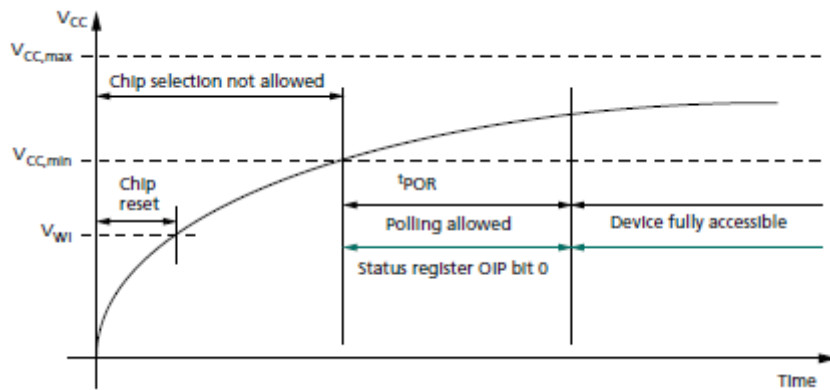 VCC
VCC,max
Chip selection not allowed
VCC,min
Chip
reset
tPOR
VWI
Polling allowed
Device fully accessible
Status register OIP bit 0
Time